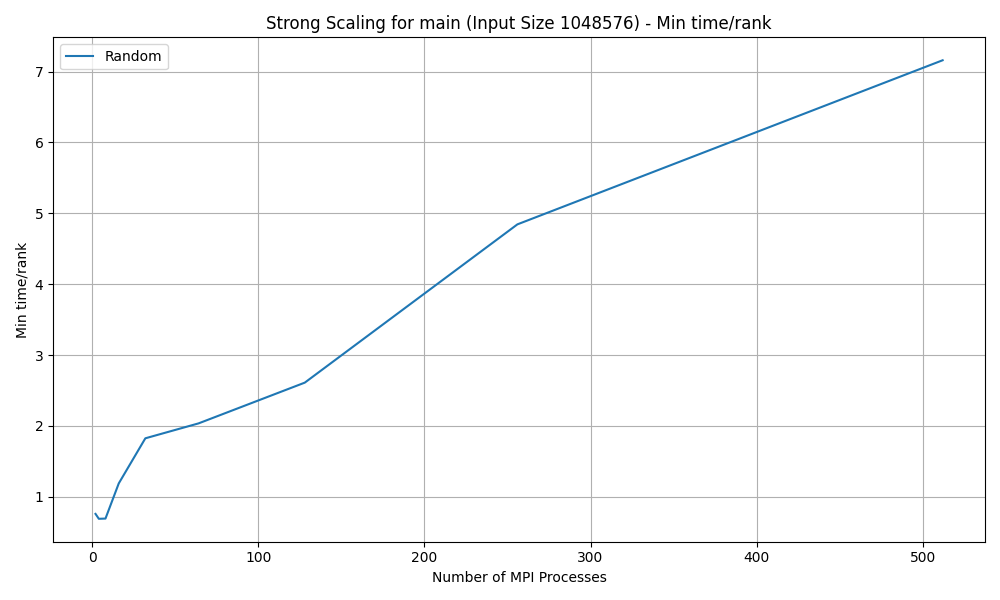 Strong Scaling for main (Input Size 1048576) - Min time/rank
Random
7
6
5
4
3
2
1
Min time/rank
0 100 200 300 400 500
Number of MPI Processes